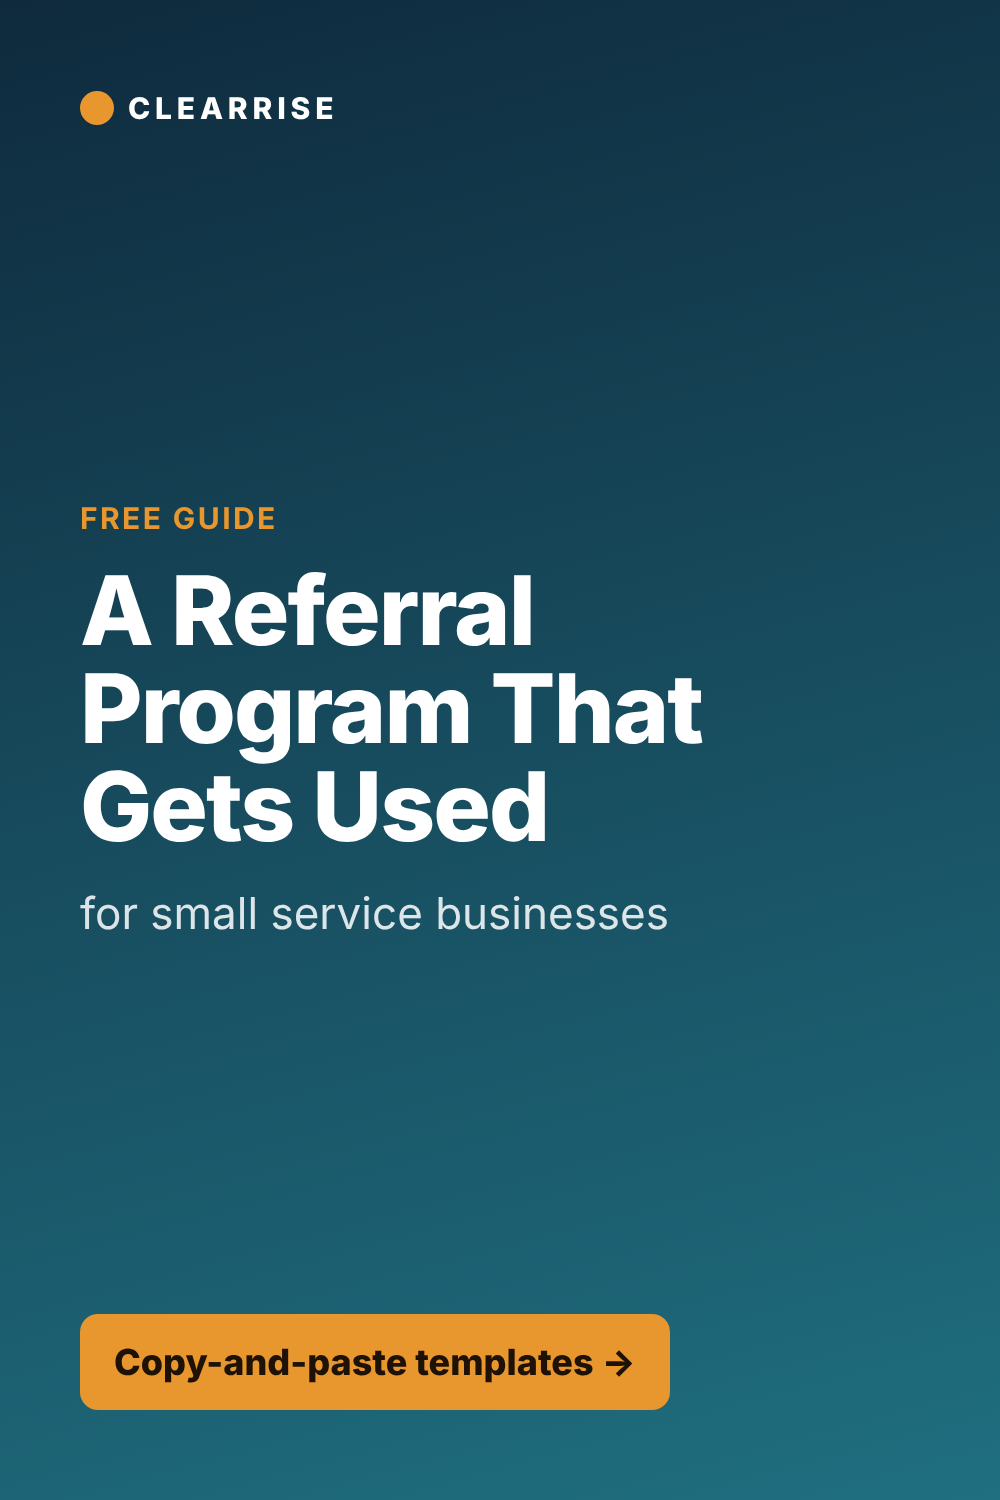 CLEARRISE
FREE GUIDE
A Referral
Program That
Gets Used
for small service businesses
Copy-and-paste templates →